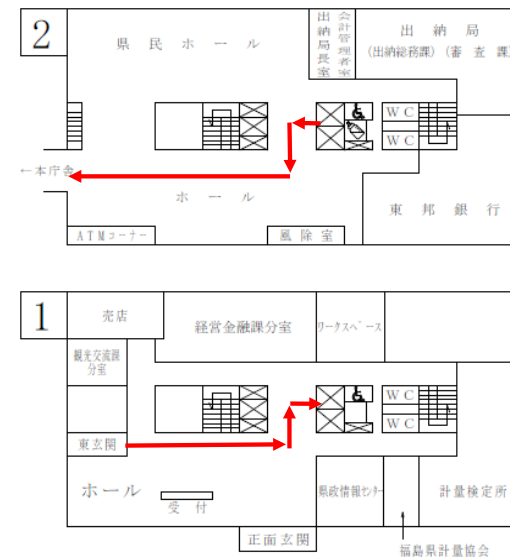 2
県民ホール
出納局長室
会計管理者室
出納局
(出納総務課)(審査課)
WC
WC
←本庁舎
ホール
東邦銀行
ATMコーナー
風除室
1
売店
経営金融課分室
ワークスペース
観光交流課
分室
WC
WC
東玄関
ホール
受付
県政情報センター
計量検定所
正面玄関
福島県計量協会